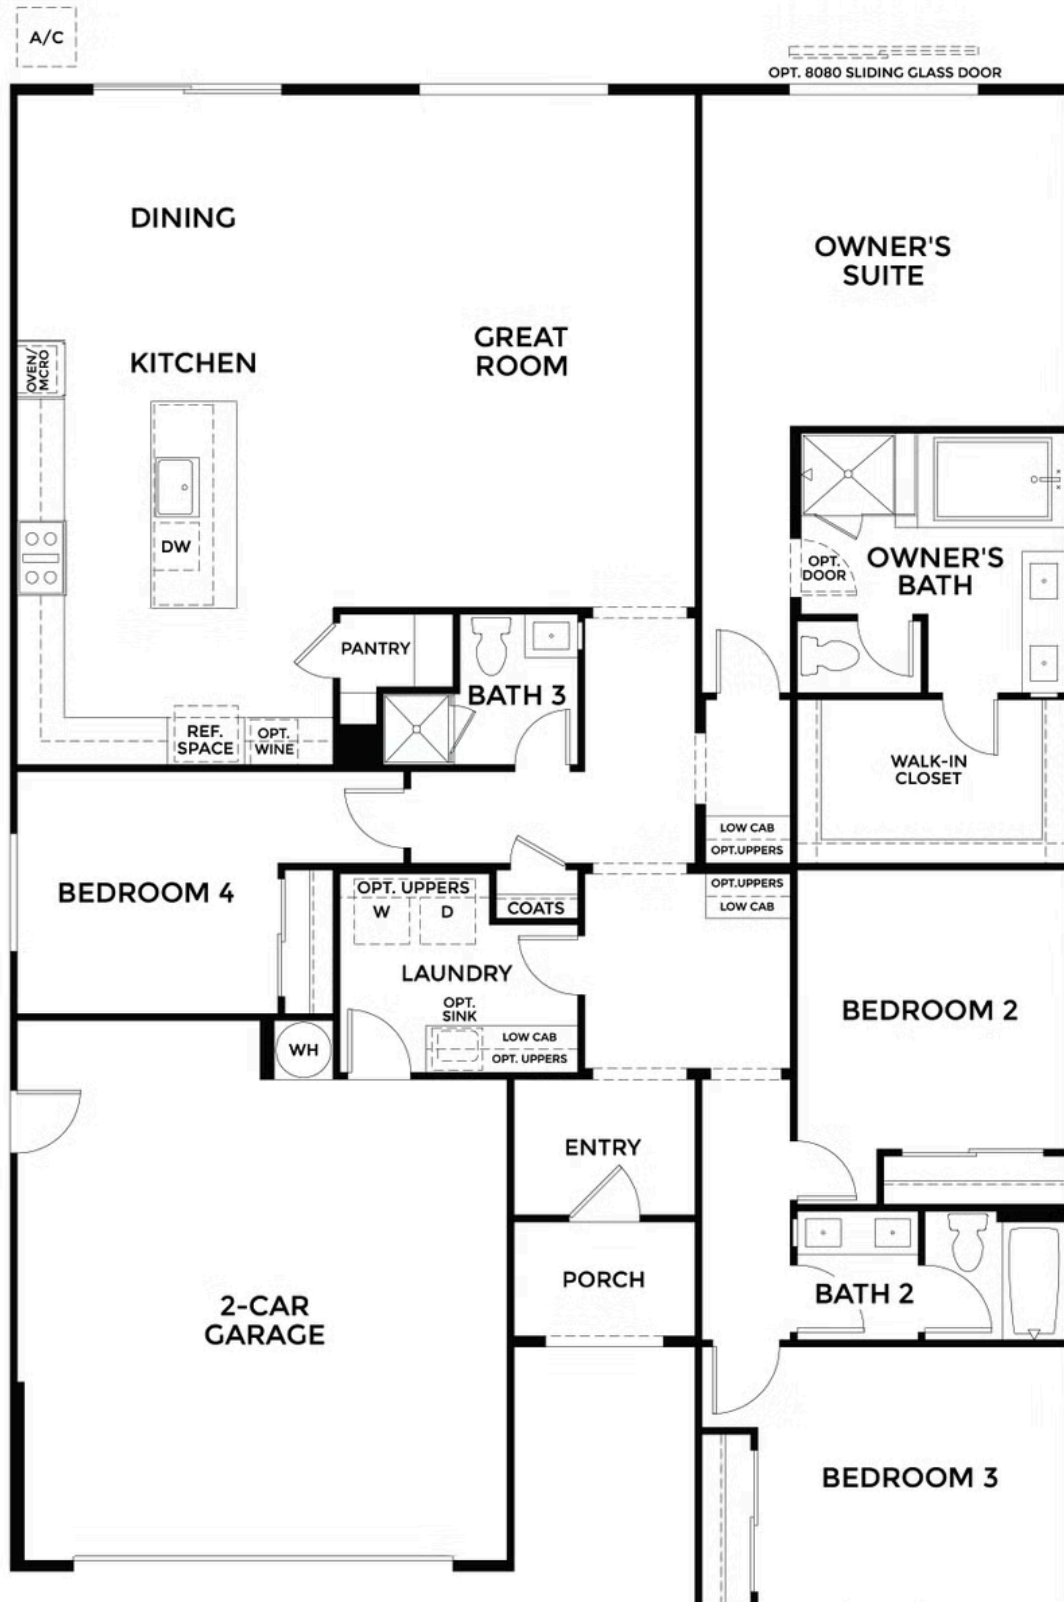 A/C
OPT. 8080 SLIDING GLASS DOOR
DINING
OWNER'S
SUITE
GREAT
ROOM
KITCHEN
OVEN/
MCRO
DW
OPT.
DOOR
OWNER'S
BATH
PANTRY
BATH 3
REF.
SPACE
OPT.
WINE
WALK-IN
CLOSET
LOW CAB
OPT.UPPERS
OPT.UPPERS
LOW CAB
BEDROOM 4
OPT. UPPERS
W
D
COATS
LAUNDRY
OPT.
SINK
LOW CAB
OPT. UPPERS
BEDROOM 2
WH
ENTRY
PORCH
BATH 2
2-CAR
GARAGE
BEDROOM 3